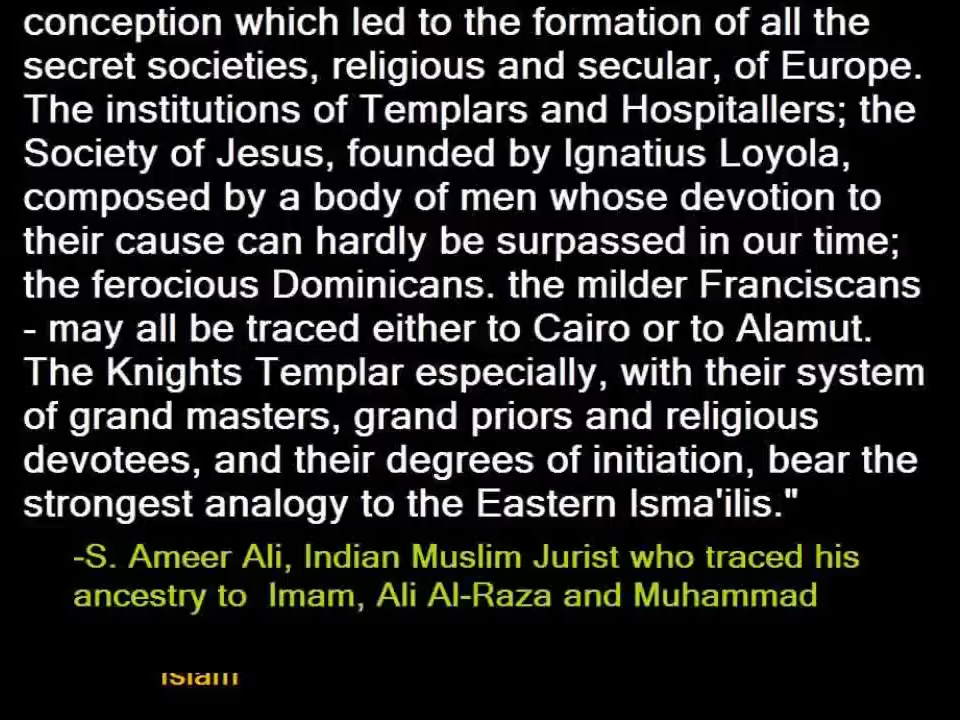 conception which led to the formation of all the
secret societies, religious and secular, of Europe.
The institutions of Templars and Hospitallers; the
Society of Jesus, founded by Ignatius Loyola,
composed by a body of men whose devotion to
their cause can hardly be surpassed in our time;
the ferocious Dominicans. the milder Franciscans
- may all be traced either to Cairo or to Alamut.
The Knights Templar especially, with their system
of grand masters, grand priors and religious
devotees, and their degrees of initiation, bear the
strongest analogy to the Eastern Isma'ilis."
-S. Ameer Ali, Indian Muslim Jurist who traced his
ancestry to  Imam, Ali Al-Raza and Muhammad
Islam